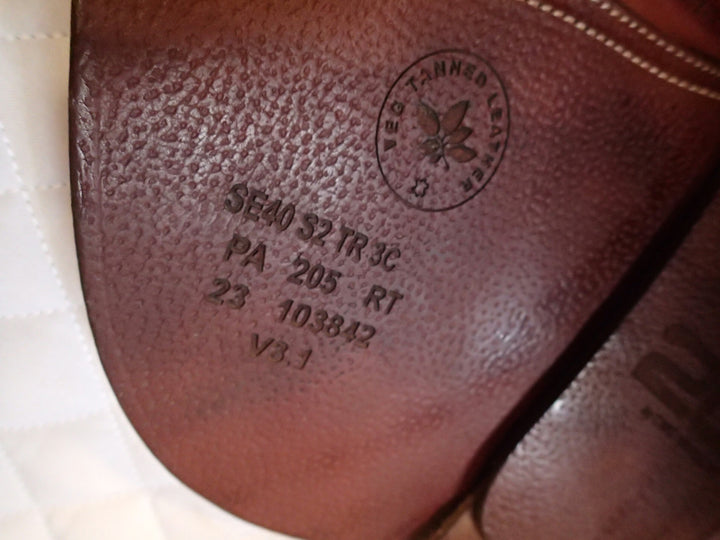 VEG TANNED LEATHER
SE40 S2 TR 3C
PA 205 RT
23 103842
V3.1